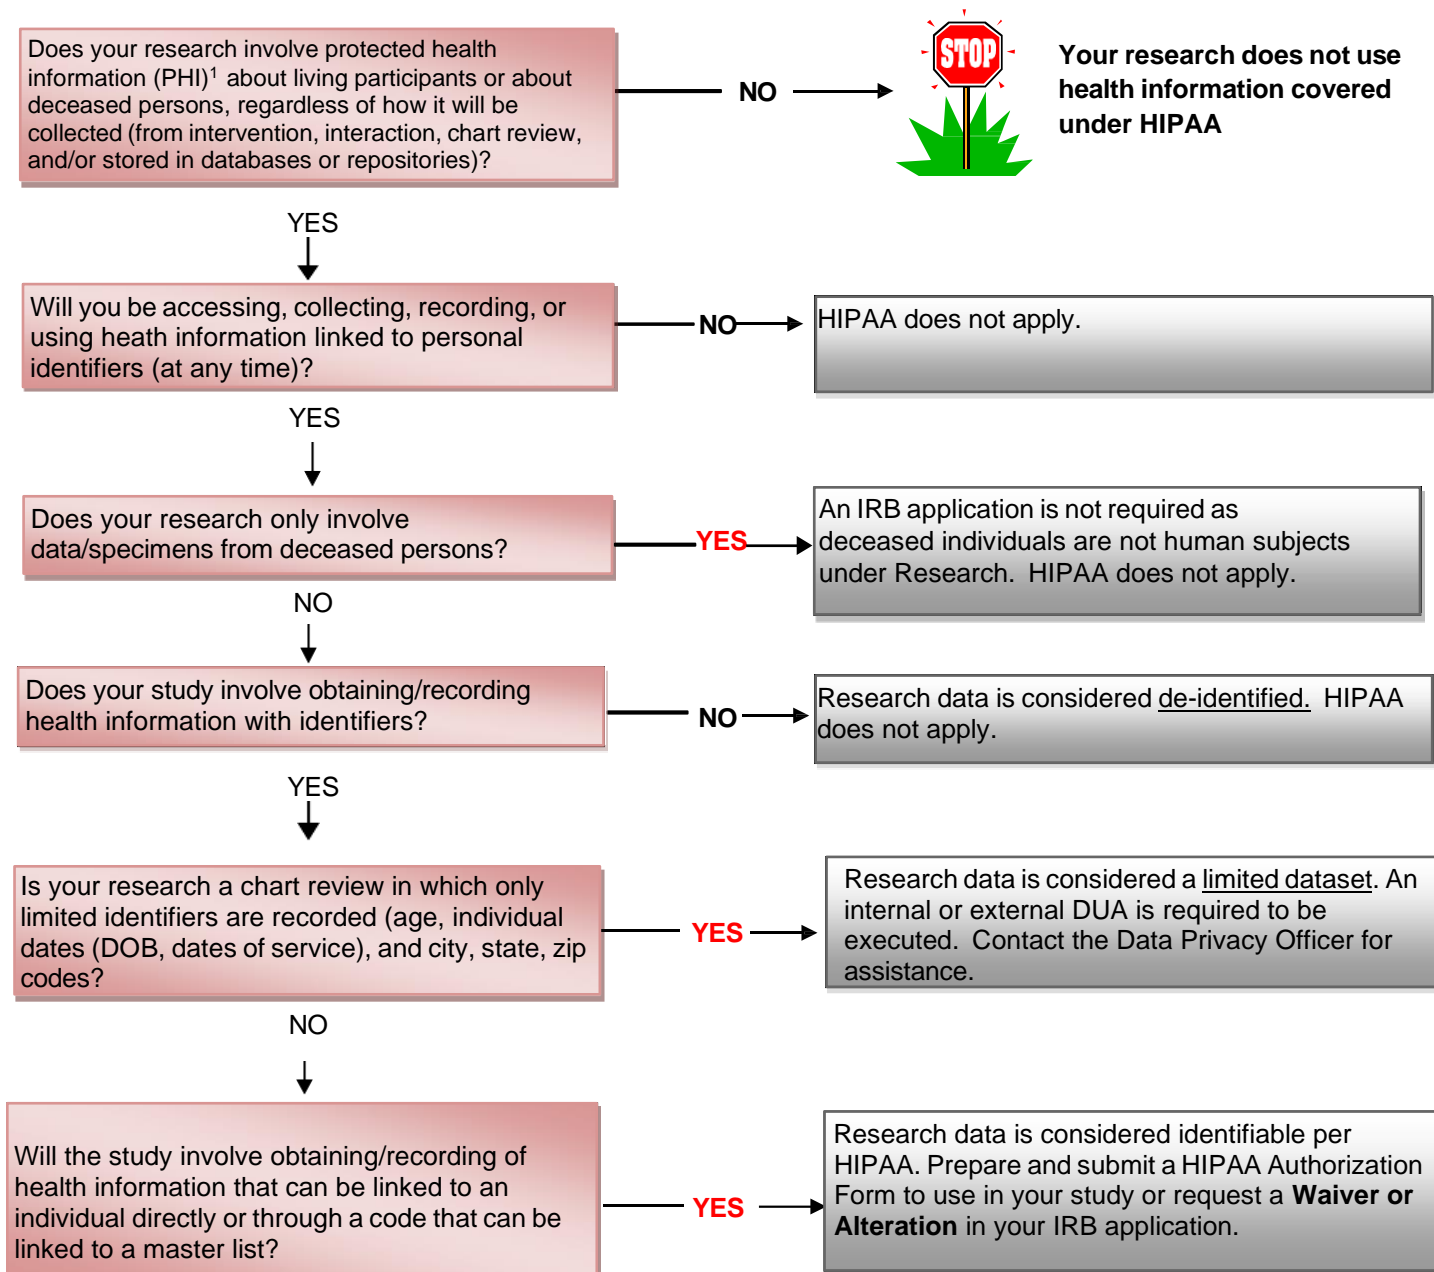 Does your research involve protected health
information (PHI)1 about living participants or about
deceased persons, regardless of how it will be
collected (from intervention, interaction, chart review,
and/or stored in databases or repositories)?
NO
STOP
Your research does not use
health information covered
under HIPAA
YES
Will you be accessing, collecting, recording, or
using heath information linked to personal
identifiers (at any time)?
NO
HIPAA does not apply.
YES
Does your research only involve
data/specimens from deceased persons?
YES
An IRB application is not required as
deceased individuals are not human subjects
under Research. HIPAA does not apply.
NO
Does your study involve obtaining/recording
health information with identifiers?
NO
Research data is considered de-identified. HIPAA
does not apply.
YES
Is your research a chart review in which only
limited identifiers are recorded (age, individual
dates (DOB, dates of service), and city, state, zip
codes?
YES
Research data is considered a limited dataset. An
internal or external DUA is required to be
executed. Contact the Data Privacy Officer for
assistance.
NO
Will the study involve obtaining/recording of
health information that can be linked to an
individual directly or through a code that can be
linked to a master list?
YES
Research data is considered identifiable per
HIPAA. Prepare and submit a HIPAA Authorization
Form to use in your study or request a Waiver or
Alteration in your IRB application.